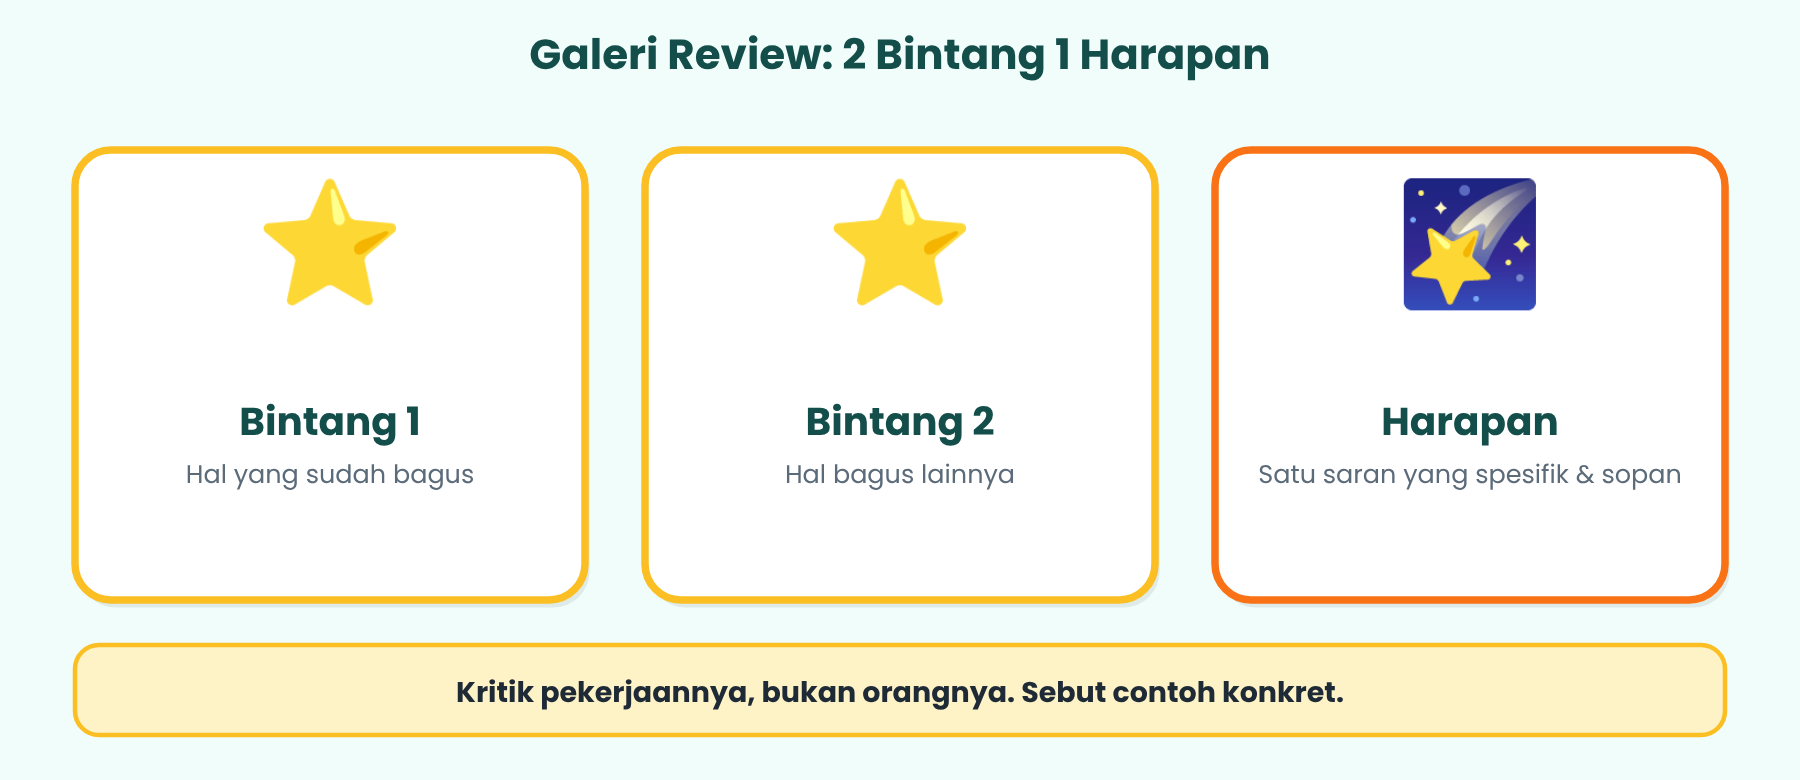 Galeri Review: 2 Bintang 1 Harapan
Bintang 1
Hal yang sudah bagus
Bintang 2
Hal bagus lainnya
Harapan
Satu saran yang spesifik & sopan
Kritik pekerjaannya, bukan orangnya. Sebut contoh konkret.